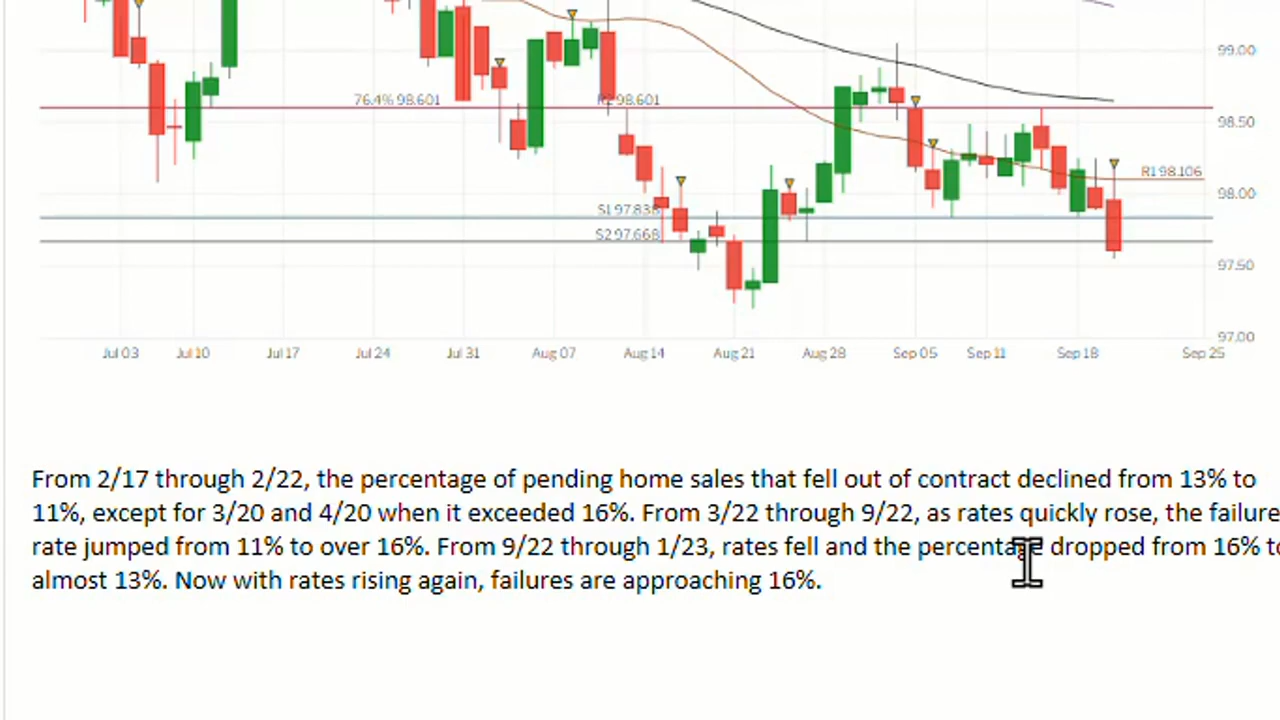 99.00
76.4% 98.601
R2 98.601
98.50
R1 98.106
98.00
S1 97.838
S2 97.668
97.50
97.00
Jul 03 Jul 10 Jul 17 Jul 24 Jul 31 Aug 07 Aug 14 Aug 21 Aug 28 Sep 05 Sep 11 Sep 18 Sep 25
From 2/17 through 2/22, the percentage of pending home sales that fell out of contract declined from 13% to
11%, except for 3/20 and 4/20 when it exceeded 16%. From 3/22 through 9/22, as rates quickly rose, the failure
rate jumped from 11% to over 16%. From 9/22 through 1/23, rates fell and the percentage dropped from 16% to
almost 13%. Now with rates rising again, failures are approaching 16%.